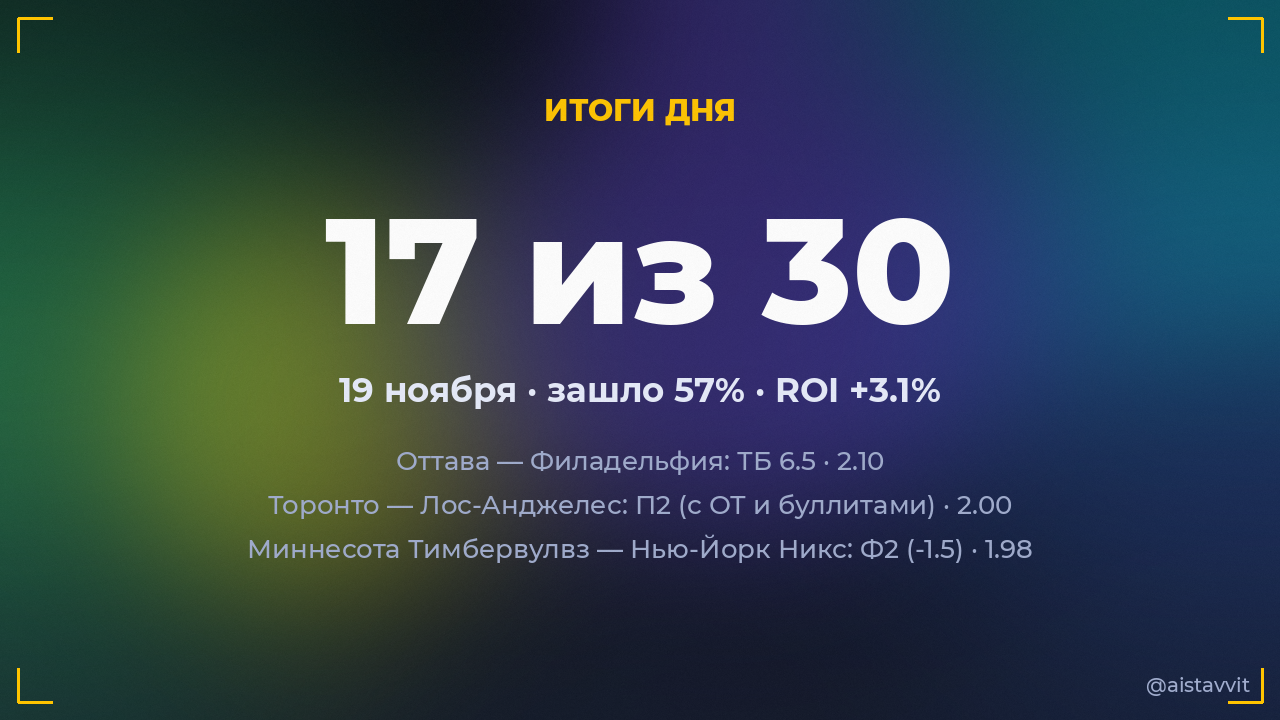 ИТОГИ ДНЯ
17 из 30
19 ноября · зашло 57% · ROI +3.1%
Оттава — Филадельфия: ТБ 6.5 · 2.10
Торонто — Лос-Анджелес: П2 (с ОТ и буллитами) · 2.00
Миннесота Тимбервулвз — Нью-Йорк Никс: Ф2 (-1.5) · 1.98
@aistavvit